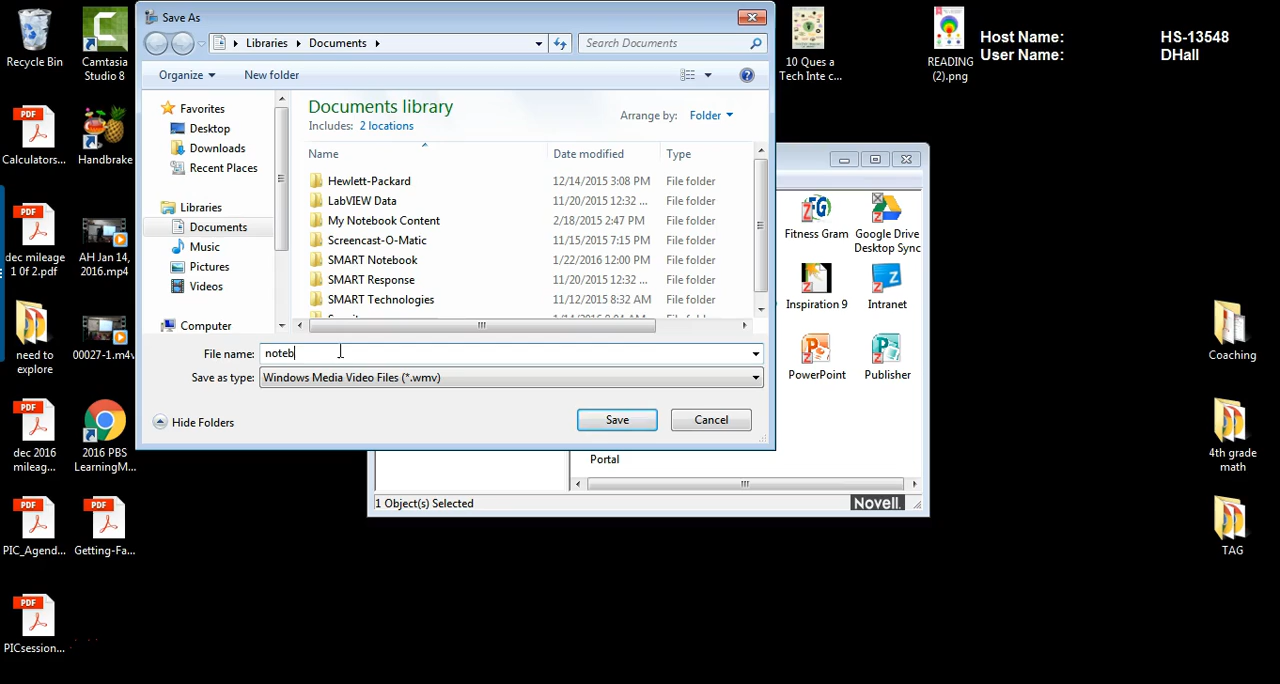 Save As
Libraries Documents
Search Documents
Organize New folder
Favorites
Desktop
Downloads
Recent Places
Libraries
Documents
Music
Pictures
Videos
Computer
Documents library
Includes: 2 locations
Arrange by: Folder
Name Date modified Type
Hewlett-Packard 12/14/2015 3:08 PM File folder
LabVIEW Data 11/20/2015 12:32 ... File folder
My Notebook Content 2/18/2015 2:47 PM File folder
Screencast-O-Matic 11/15/2015 7:15 PM File folder
SMART Notebook 1/22/2016 12:00 PM File folder
SMART Response 11/20/2015 12:32 ... File folder
SMART Technologies 11/12/2015 8:32 AM File folder
File name: noteb
Save as type: Windows Media Video Files (*.wmv)
Hide Folders
Save
Cancel
Recycle Bin
Camtasia
Studio 8
PDF
Calculators...
Handbrake
PDF
dec mileage
1 0f 2.pdf
AH Jan 14,
2016.mp4
need to
explore
00027-1.m4v
PDF
dec 2016
mileag...
2016 PBS
LearningM...
PDF
PIC_Agend...
PDF
Getting-Fa...
PDF
PICsession...
10 Ques a
Tech Inte c...
READING
(2).png
Host Name: HS-13548
User Name: DHall
FG
Fitness Gram
Google Drive
Desktop Sync
Inspiration 9
Intranet
PowerPoint
Publisher
Portal
1 Object(s) Selected
Novell.
Coaching
4th grade
math
TAG